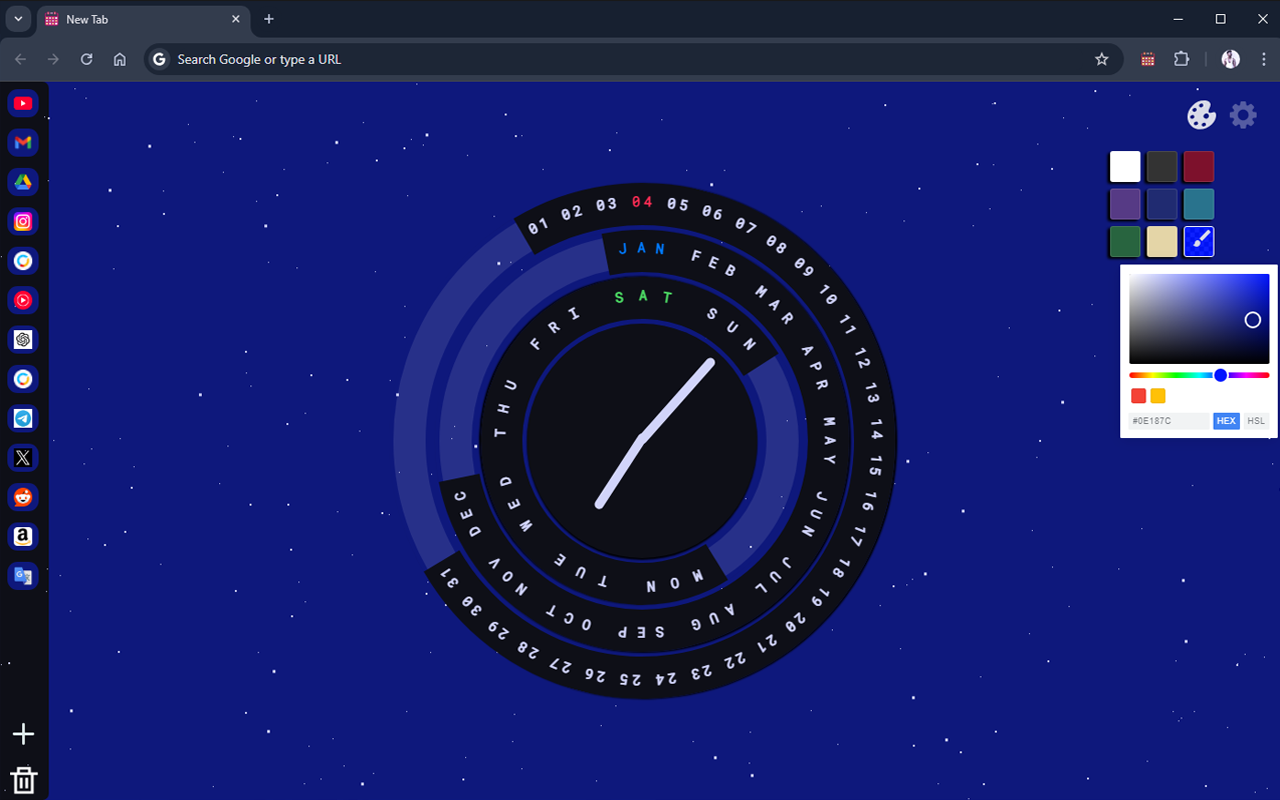 New Tab
Search Google or type a URL
01 02 03 04 05 06 07 08 09 10 11 12 13 14 15 16 17 18 19 20 21 22 23 24 25 26 27 28 29 30 31
JAN FEB MAR APR MAY JUN JUL AUG SEP OCT NOV DEC
MON TUE WED THU FRI SAT SUN
#0E187C HEX HSL